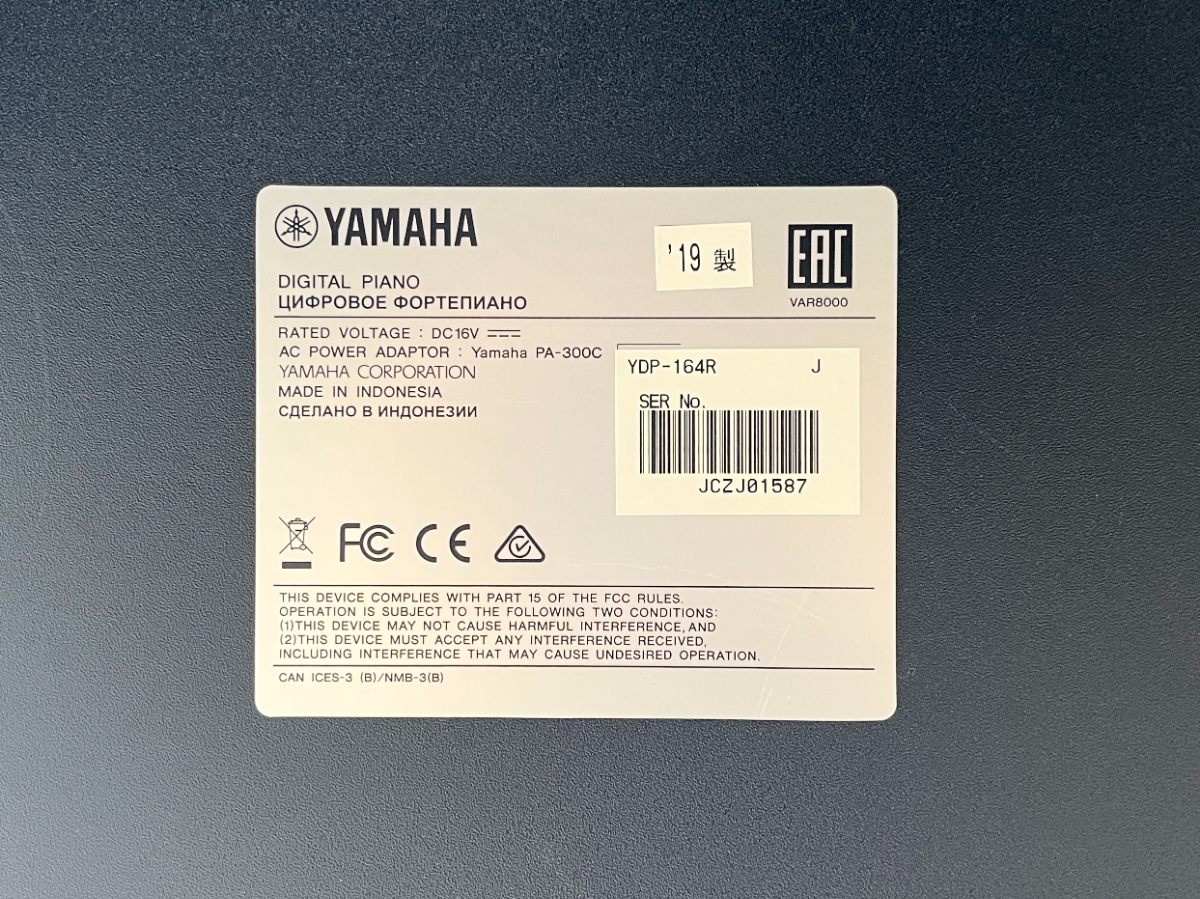 YAMAHA
'19 製
EAC
VAR8000
DIGITAL PIANO
ЦИФРОВОЕ ФОРТЕПИАНО
RATED VOLTAGE : DC16V
AC POWER ADAPTOR : Yamaha PA-300C
YAMAHA CORPORATION
MADE IN INDONESIA
СДЕЛАНО В ИНДОНЕЗИИ
YDP-164R J
SER No.
JCZJ01587
FC CE
THIS DEVICE COMPLIES WITH PART 15 OF THE FCC RULES.
OPERATION IS SUBJECT TO THE FOLLOWING TWO CONDITIONS:
(1)THIS DEVICE MAY NOT CAUSE HARMFUL INTERFERENCE,AND
(2)THIS DEVICE MUST ACCEPT ANY INTERFERENCE RECEIVED,
INCLUDING INTERFERENCE THAT MAY CAUSE UNDESIRED OPERATION.
CAN ICES-3 (B)/NMB-3(B)